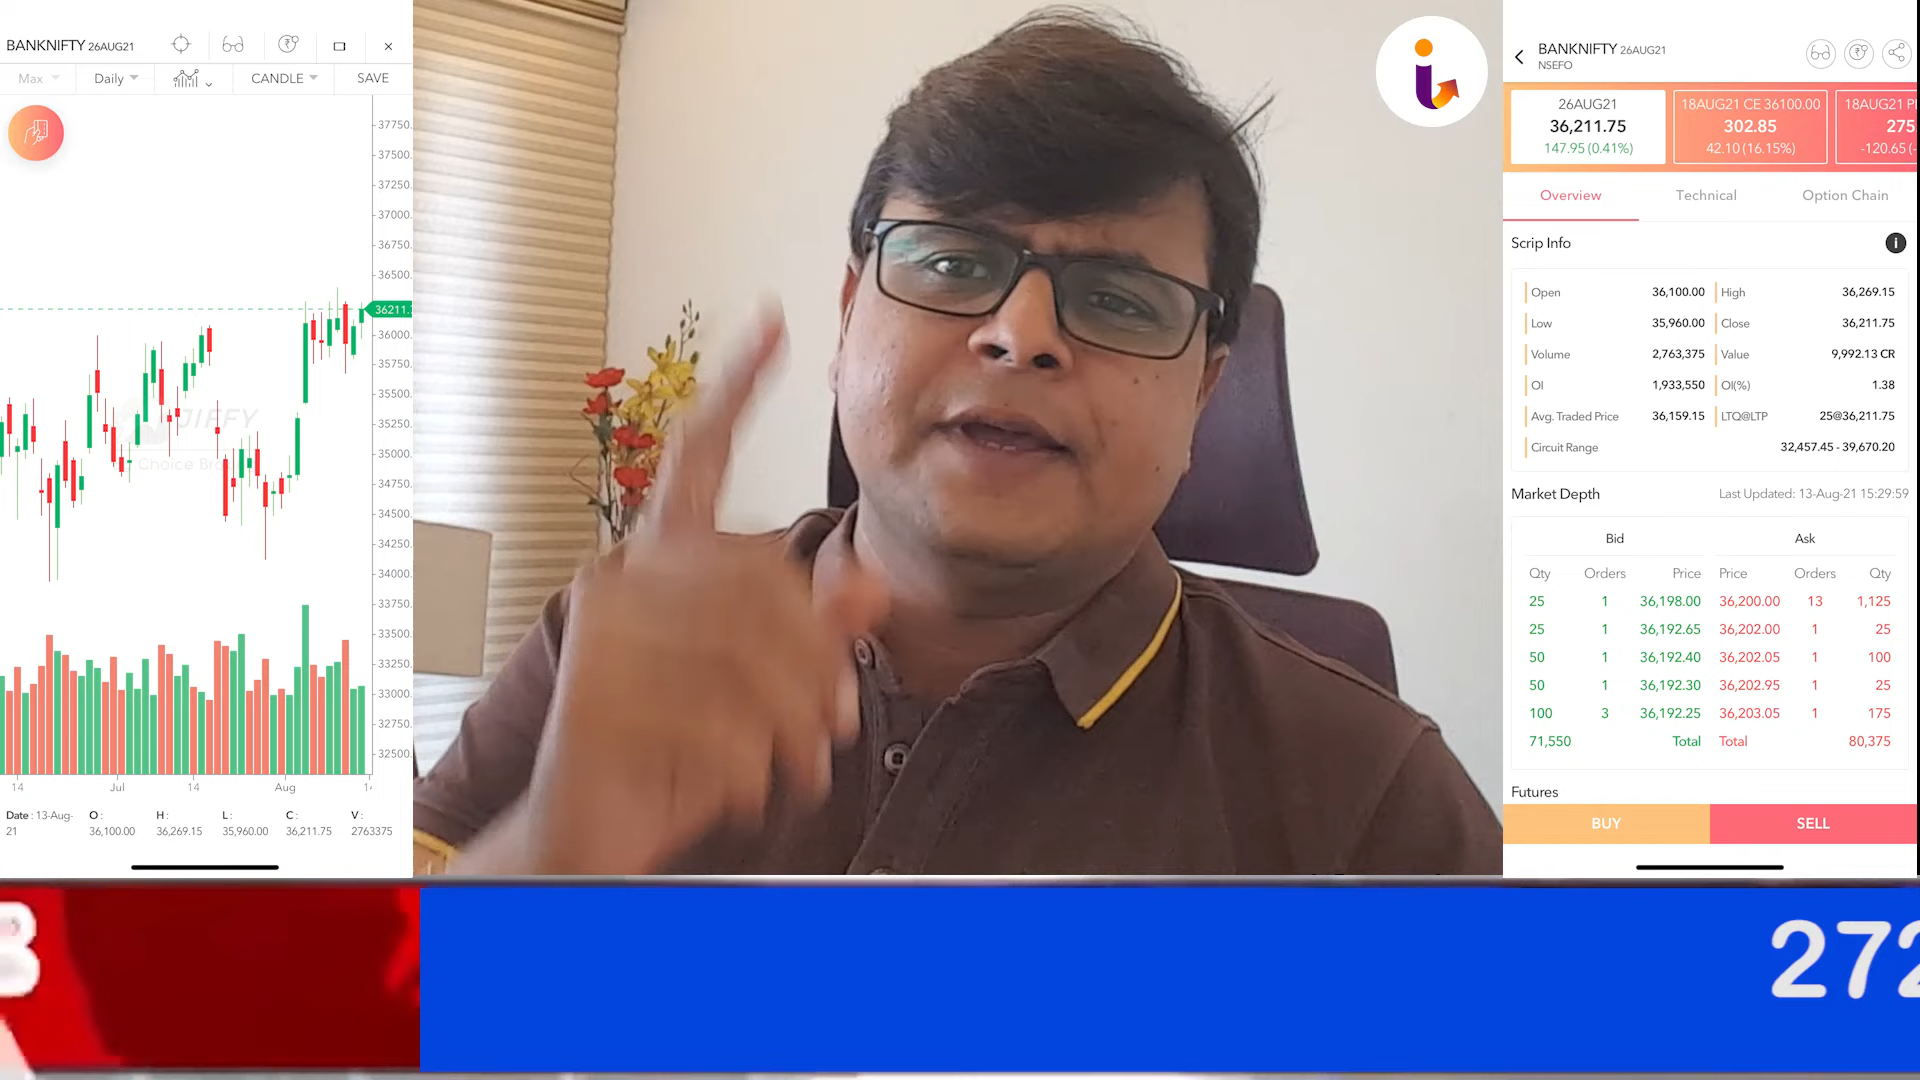 BANKNIFTY 26AUG21
Max Daily CANDLE SAVE
37750.
37500.
37250.
37000.
36750.
36500.
36211.
36000.
35750.
35500.
35250.
35000.
34750.
34500.
34250.
34000.
33750.
33500.
33250.
33000.
32750.
32500.
JIFFY
Choice Bro
14 Jul 14 Aug
Date : 13-Aug-21 O : 36,100.00 H : 36,269.15 L : 35,960.00 C : 36,211.75 V : 2763375
BANKNIFTY 26AUG21
NSEFO
26AUG21
36,211.75
147.95 (0.41%)
18AUG21 CE 36100.00
302.85
42.10 (16.15%)
18AUG21 P
275
-120.65 (-
Overview Technical Option Chain
Scrip Info
Open 36,100.00 High 36,269.15
Low 35,960.00 Close 36,211.75
Volume 2,763,375 Value 9,992.13 CR
OI 1,933,550 OI(%) 1.38
Avg. Traded Price 36,159.15 LTQ@LTP 25@36,211.75
Circuit Range 32,457.45 - 39,670.20
Market Depth Last Updated: 13-Aug-21 15:29:59
Bid Ask
Qty Orders Price Price Orders Qty
25 1 36,198.00 36,200.00 13 1,125
25 1 36,192.65 36,202.00 1 25
50 1 36,192.40 36,202.05 1 100
50 1 36,192.30 36,202.95 1 25
100 3 36,192.25 36,203.05 1 175
71,550 Total Total 80,375
Futures
BUY SELL
272